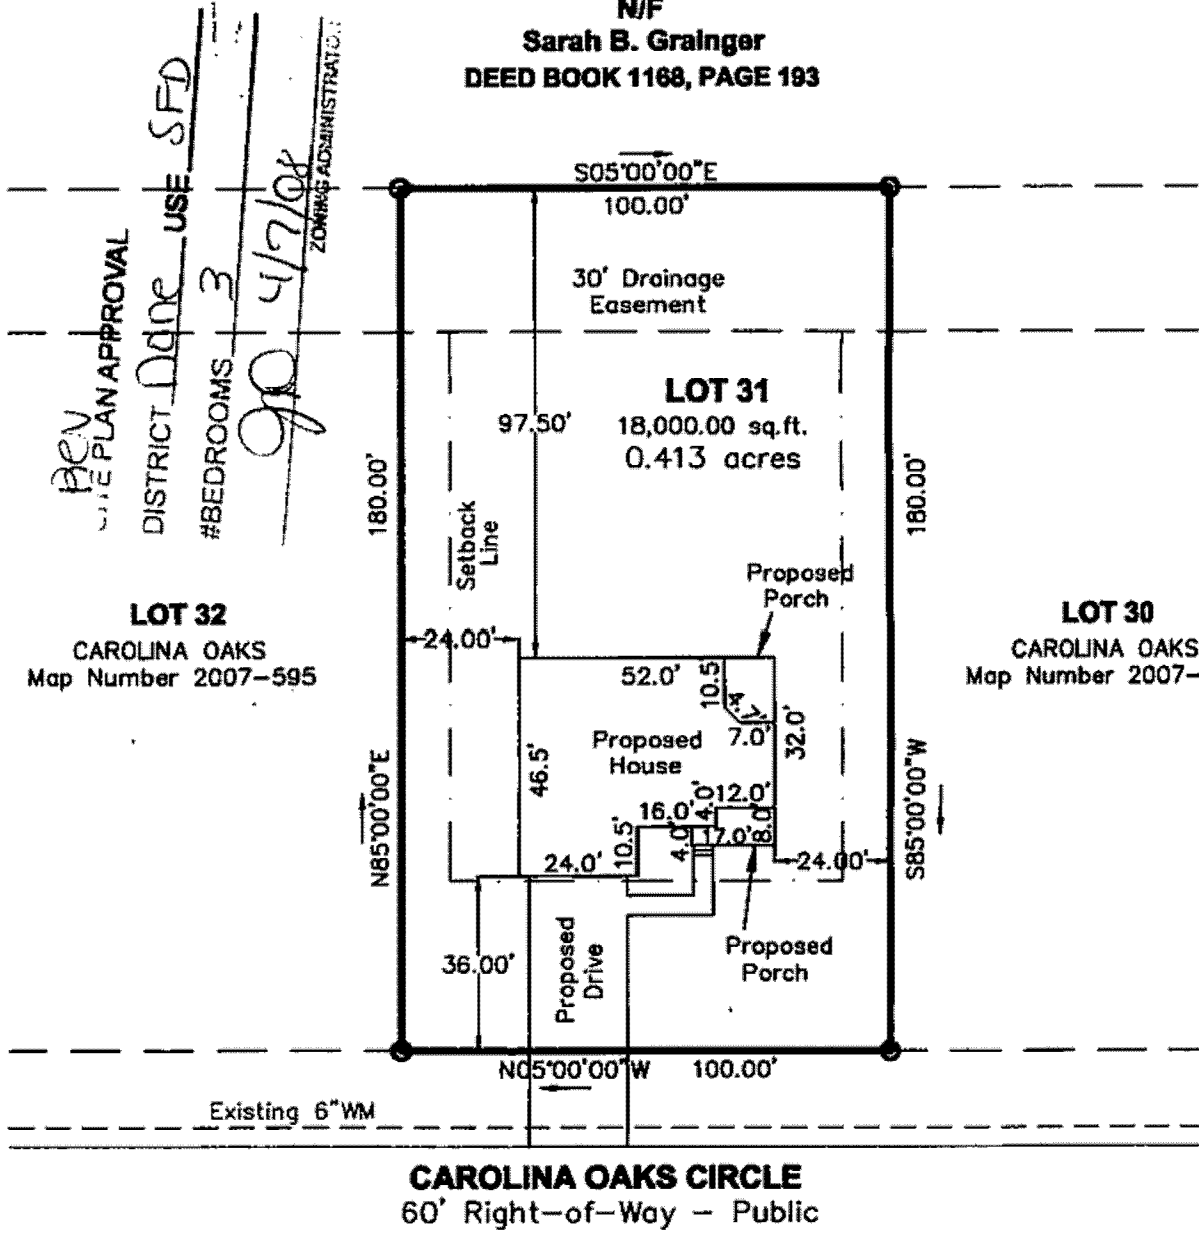 N/F
Sarah B. Grainger
DEED BOOK 1168, PAGE 193
SITE PLAN APPROVAL
DISTRICT USE SFD
#BEDROOMS 3
4/7/08
ZONING ADMINISTRATOR
S05°00'00"E
100.00'
30' Drainage
Easement
LOT 31
18,000.00 sq.ft.
0.413 acres
97.50'
180.00'
180.00'
Setback
Line
Proposed
Porch
LOT 32
CAROLINA OAKS
Map Number 2007-595
LOT 30
CAROLINA OAKS
Map Number 2007-
24.00'
52.0'
10.5'
7.0'
32.0'
46.5'
Proposed
House
N85°00'00"E
S85°00'00"W
16.0'
4.0'
12.0'
10.5'
4.0'
17.0'
8.0'
24.0'
24.00'
36.00'
Proposed
Drive
Proposed
Porch
N05°00'00"W
100.00'
Existing 6"WM
CAROLINA OAKS CIRCLE
60' Right-of-Way - Public